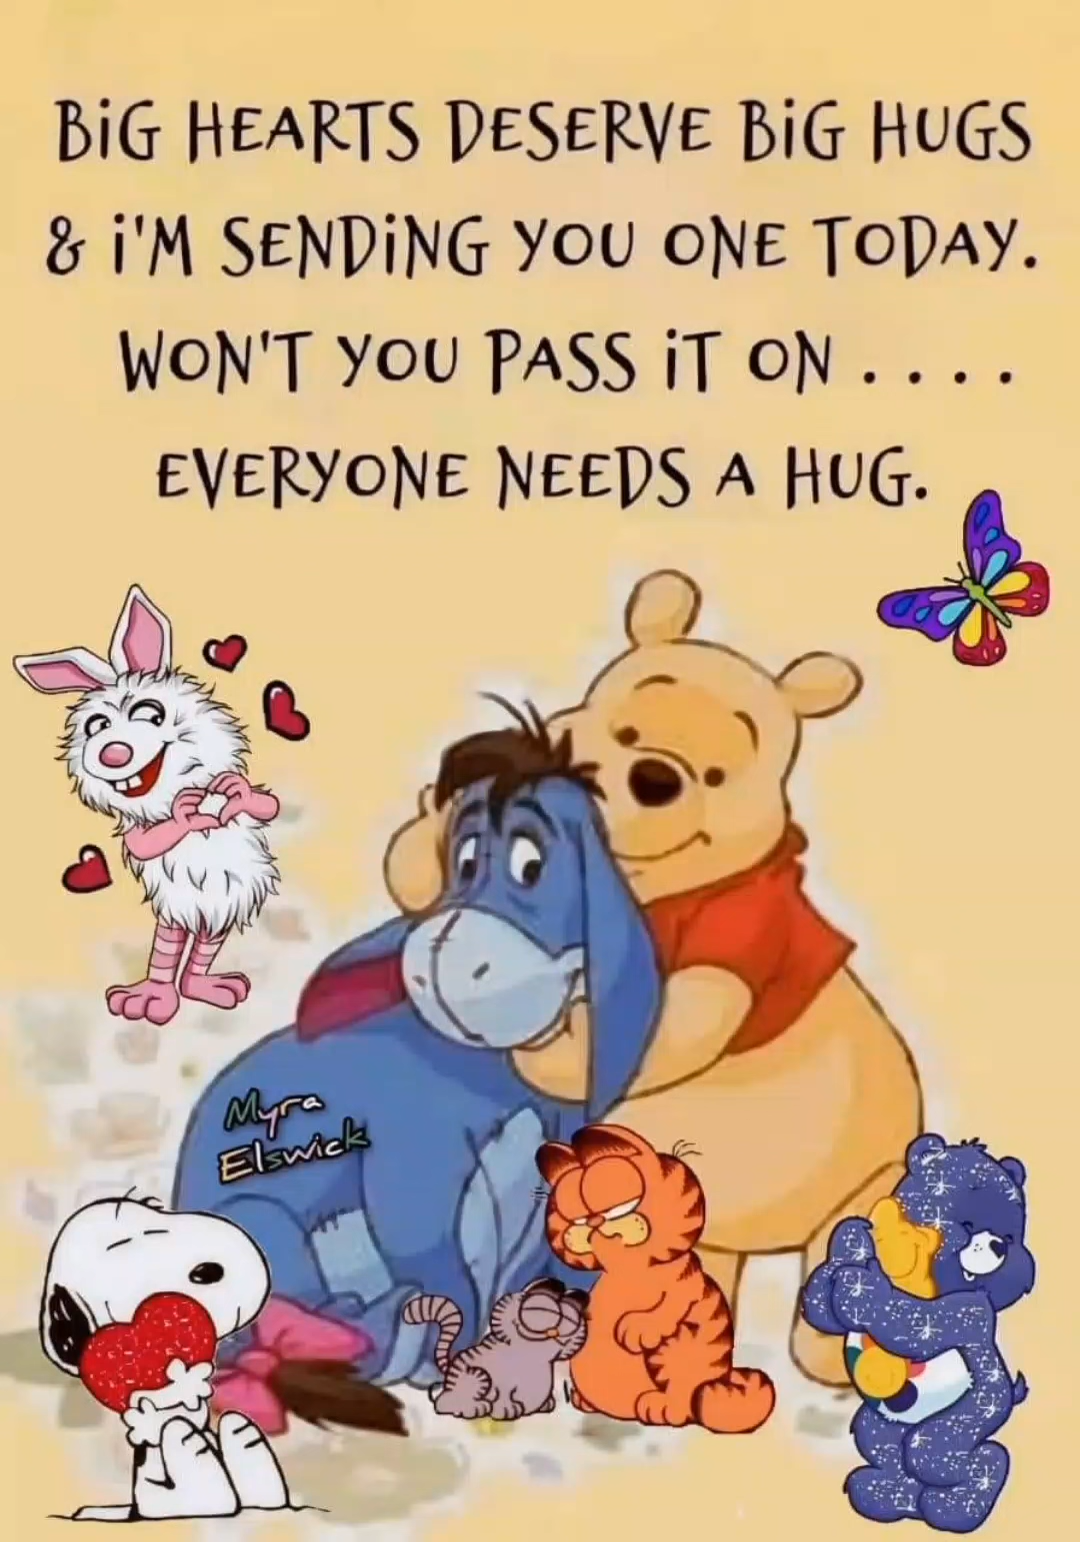 BiG HEARTS DESERVE BiG HUGS
& i'M SENDiNG YOU ONE TODAY.
WON'T YOU PASS iT ON . . . .
EVERYONE NEEDS A HUG.
Myra
Elswick